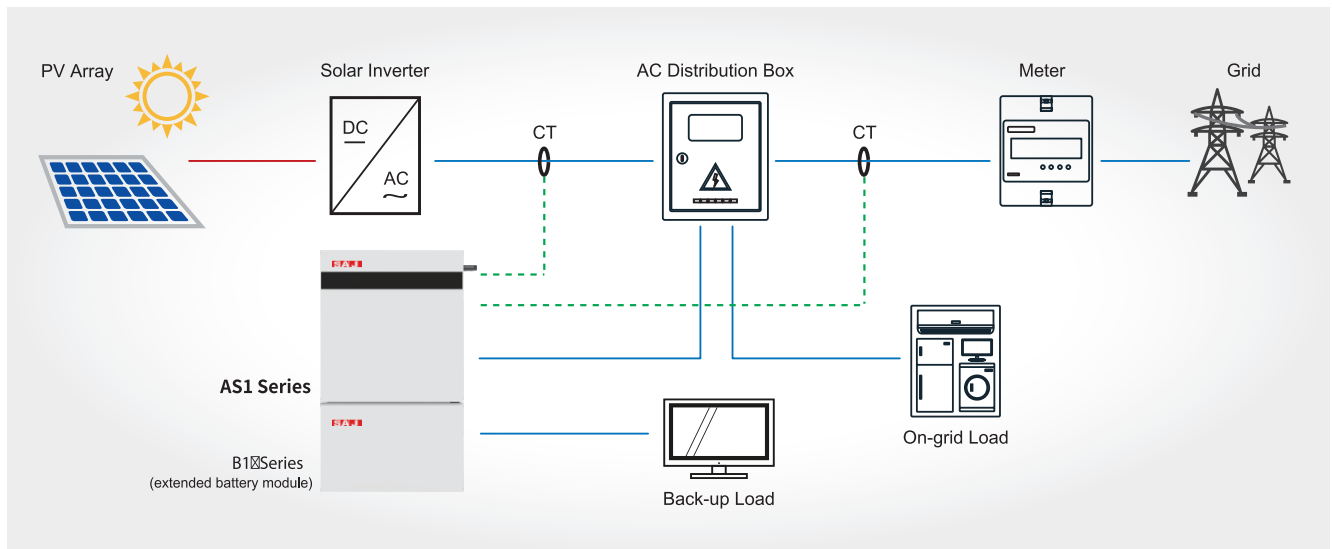 PV Array
Solar Inverter
AC Distribution Box
Meter
Grid
DC
AC
CT
CT
SAJ
AS1 Series
SAJ
B1 Series
(extended battery module)
Back-up Load
On-grid Load